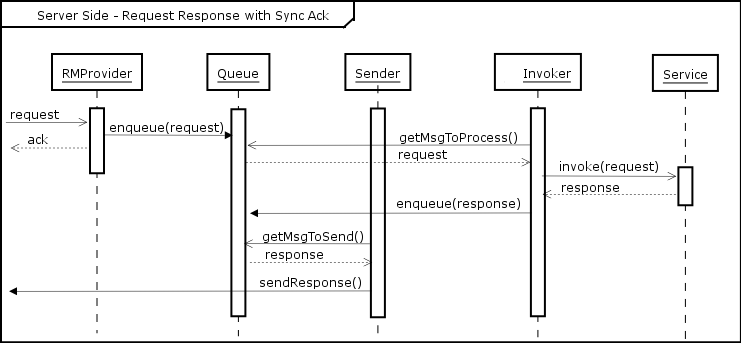 Server Side - Request Response with Sync Ack
RMProvider
Queue
Sender
Invoker
Service
request
enqueue(request)
ack
getMsgToProcess()
request
invoke(request)
response
enqueue(response)
getMsgToSend()
response
sendResponse()